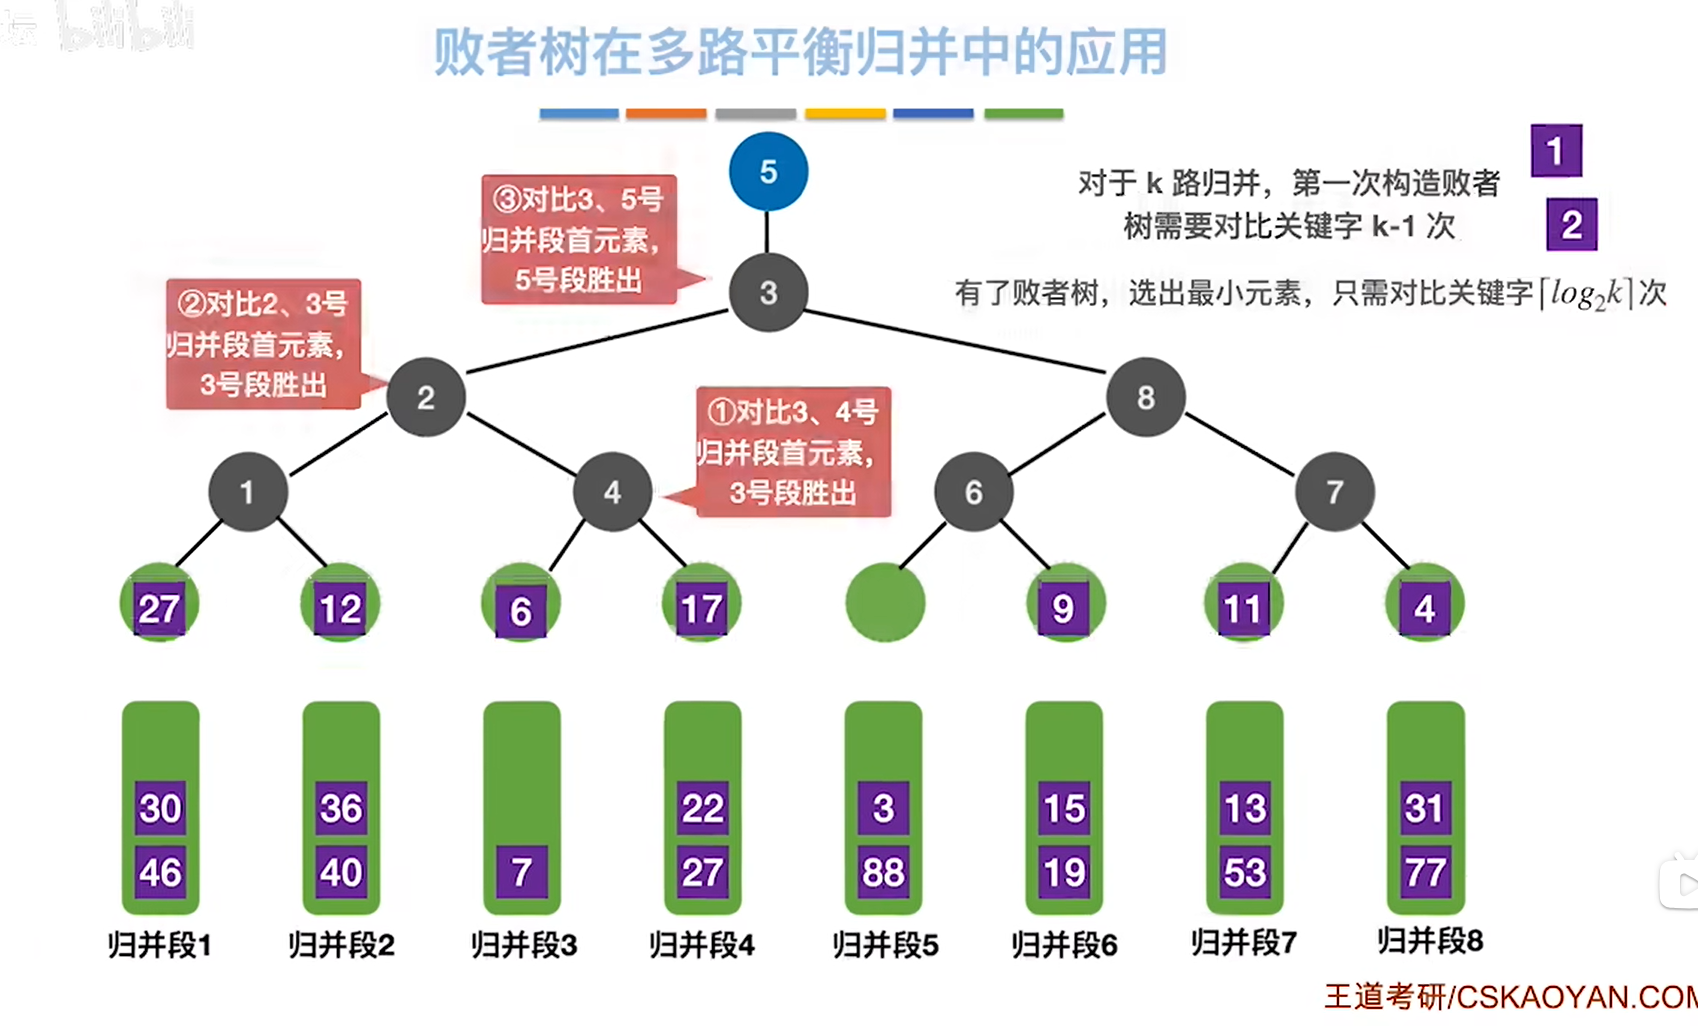 坛 bilibili
败者树在多路平衡归并中的应用
5
1
③对比3、5号
归并段首元素，
5号段胜出
对于 k 路归并，第一次构造败者
树需要对比关键字 k-1 次
2
3
有了败者树，选出最小元素，只需对比关键字⌈log₂k⌉次
②对比2、3号
归并段首元素，
3号段胜出
2
8
①对比3、4号
归并段首元素，
3号段胜出
1
4
6
7
27 12 6 17 9 11 4
30 36 22 3 15 13 31
46 40 7 27 88 19 53 77
归并段1 归并段2 归并段3 归并段4 归并段5 归并段6 归并段7 归并段8
王道考研/CSKAOYAN.COM